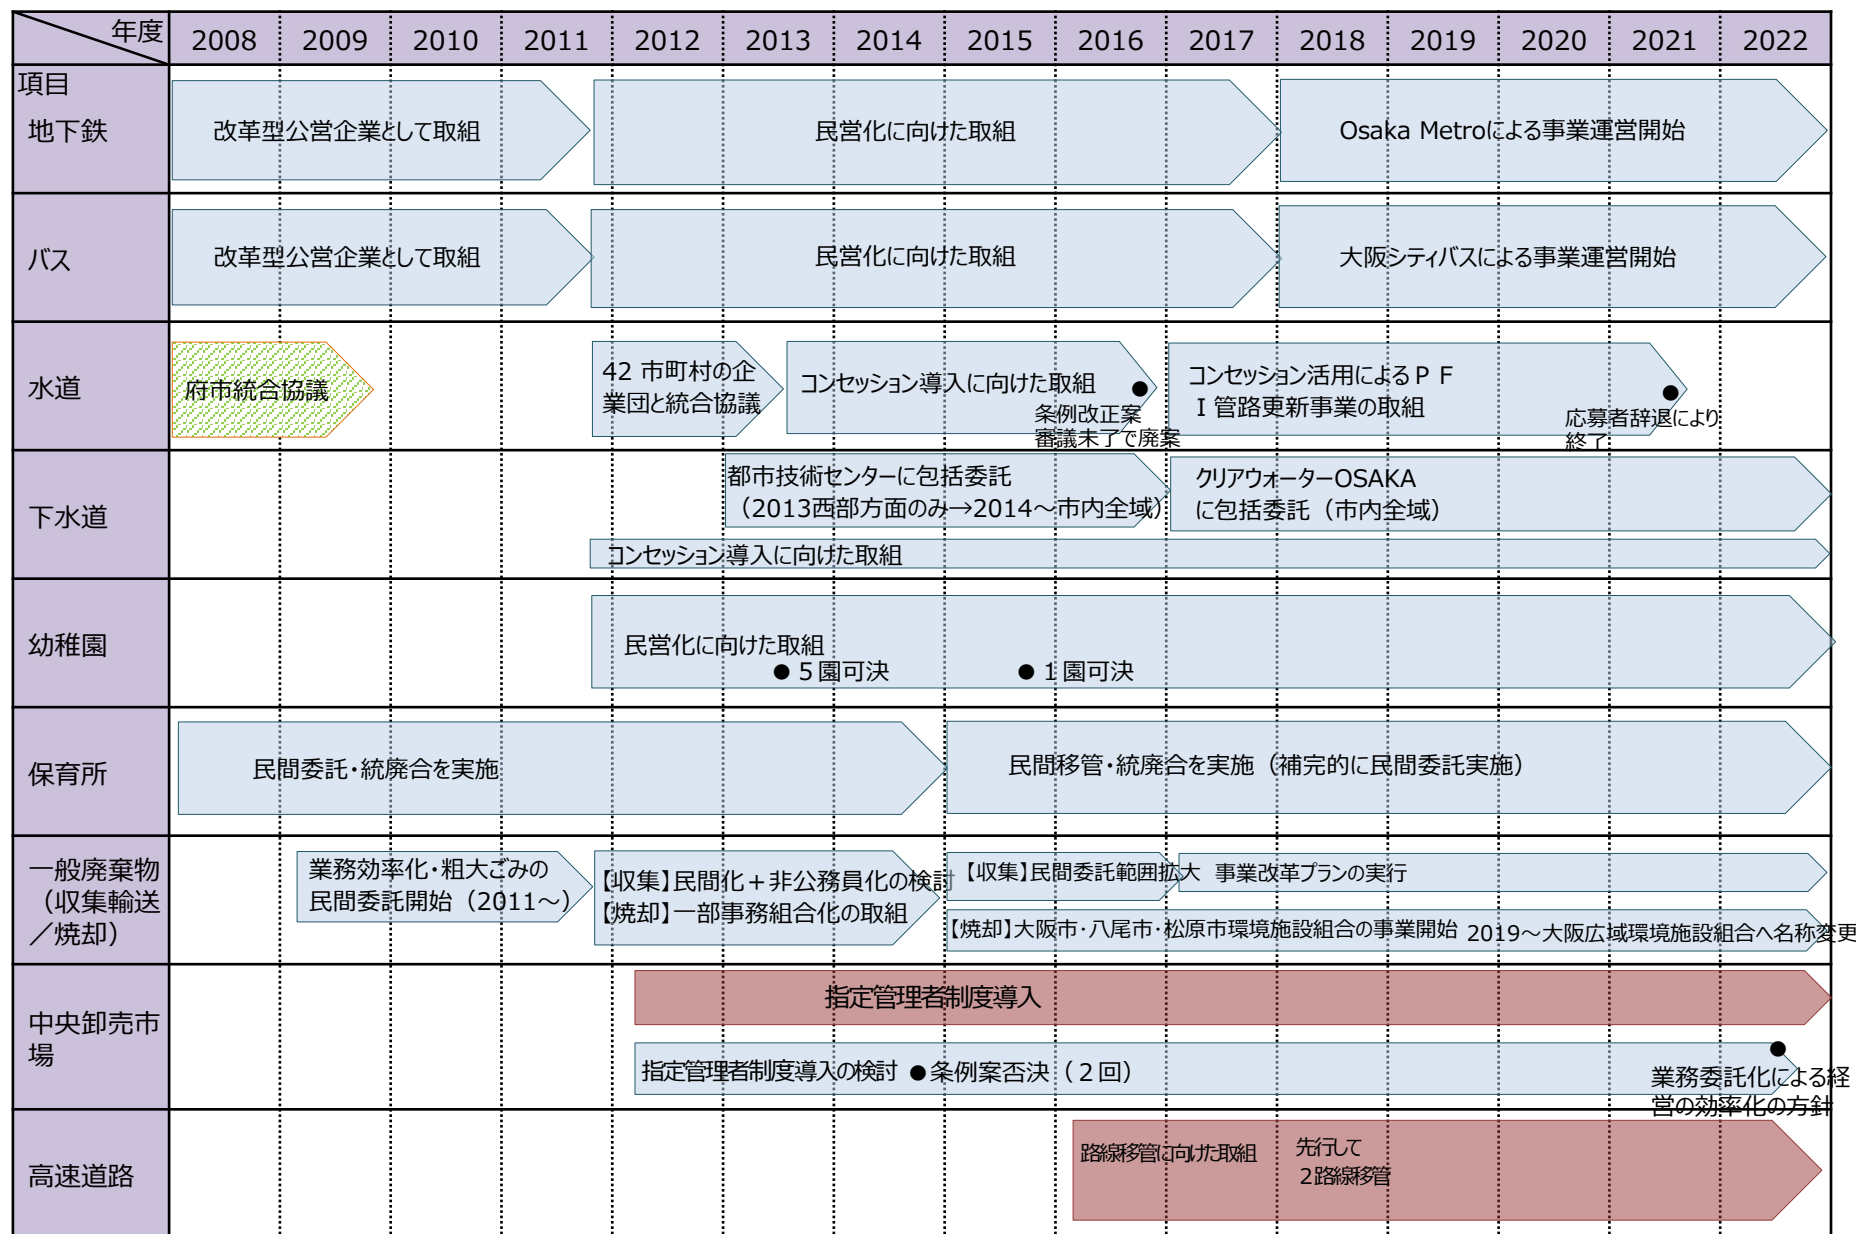 年度
2008 2009 2010 2011 2012 2013 2014 2015 2016 2017 2018 2019 2020 2021 2022
項目
地下鉄
改革型公営企業として取組
民営化に向けた取組
Osaka Metroによる事業運営開始
バス
改革型公営企業として取組
民営化に向けた取組
大阪シティバスによる事業運営開始
水道
府市統合協議
42 市町村の企
業団と統合協議
コンセッション導入に向けた取組
●
条例改正案
審議未了で廃案
コンセッション活用によるＰＦ
Ｉ管路更新事業の取組
●
応募者辞退により
終了
下水道
都市技術センターに包括委託
（2013西部方面のみ→2014～市内全域）
クリアウォーターOSAKA
に包括委託（市内全域）
コンセッション導入に向けた取組
幼稚園
民営化に向けた取組
●５園可決
●１園可決
保育所
民間委託・統廃合を実施
民間移管・統廃合を実施（補完的に民間委託実施）
一般廃棄物
（収集輸送
／焼却）
業務効率化・粗大ごみの
民間委託開始（2011～）
【収集】民間化＋非公務員化の検討
【焼却】一部事務組合化の取組
【収集】民間委託範囲拡大
事業改革プランの実行
【焼却】大阪市・八尾市・松原市環境施設組合の事業開始
2019～大阪広域環境施設組合へ名称変更
中央卸売市
場
指定管理者制度導入
指定管理者制度導入の検討
●条例案否決（２回）
●
業務委託化による経
営の効率化の方針
高速道路
路線移管に向けた取組
先行して
２路線移管